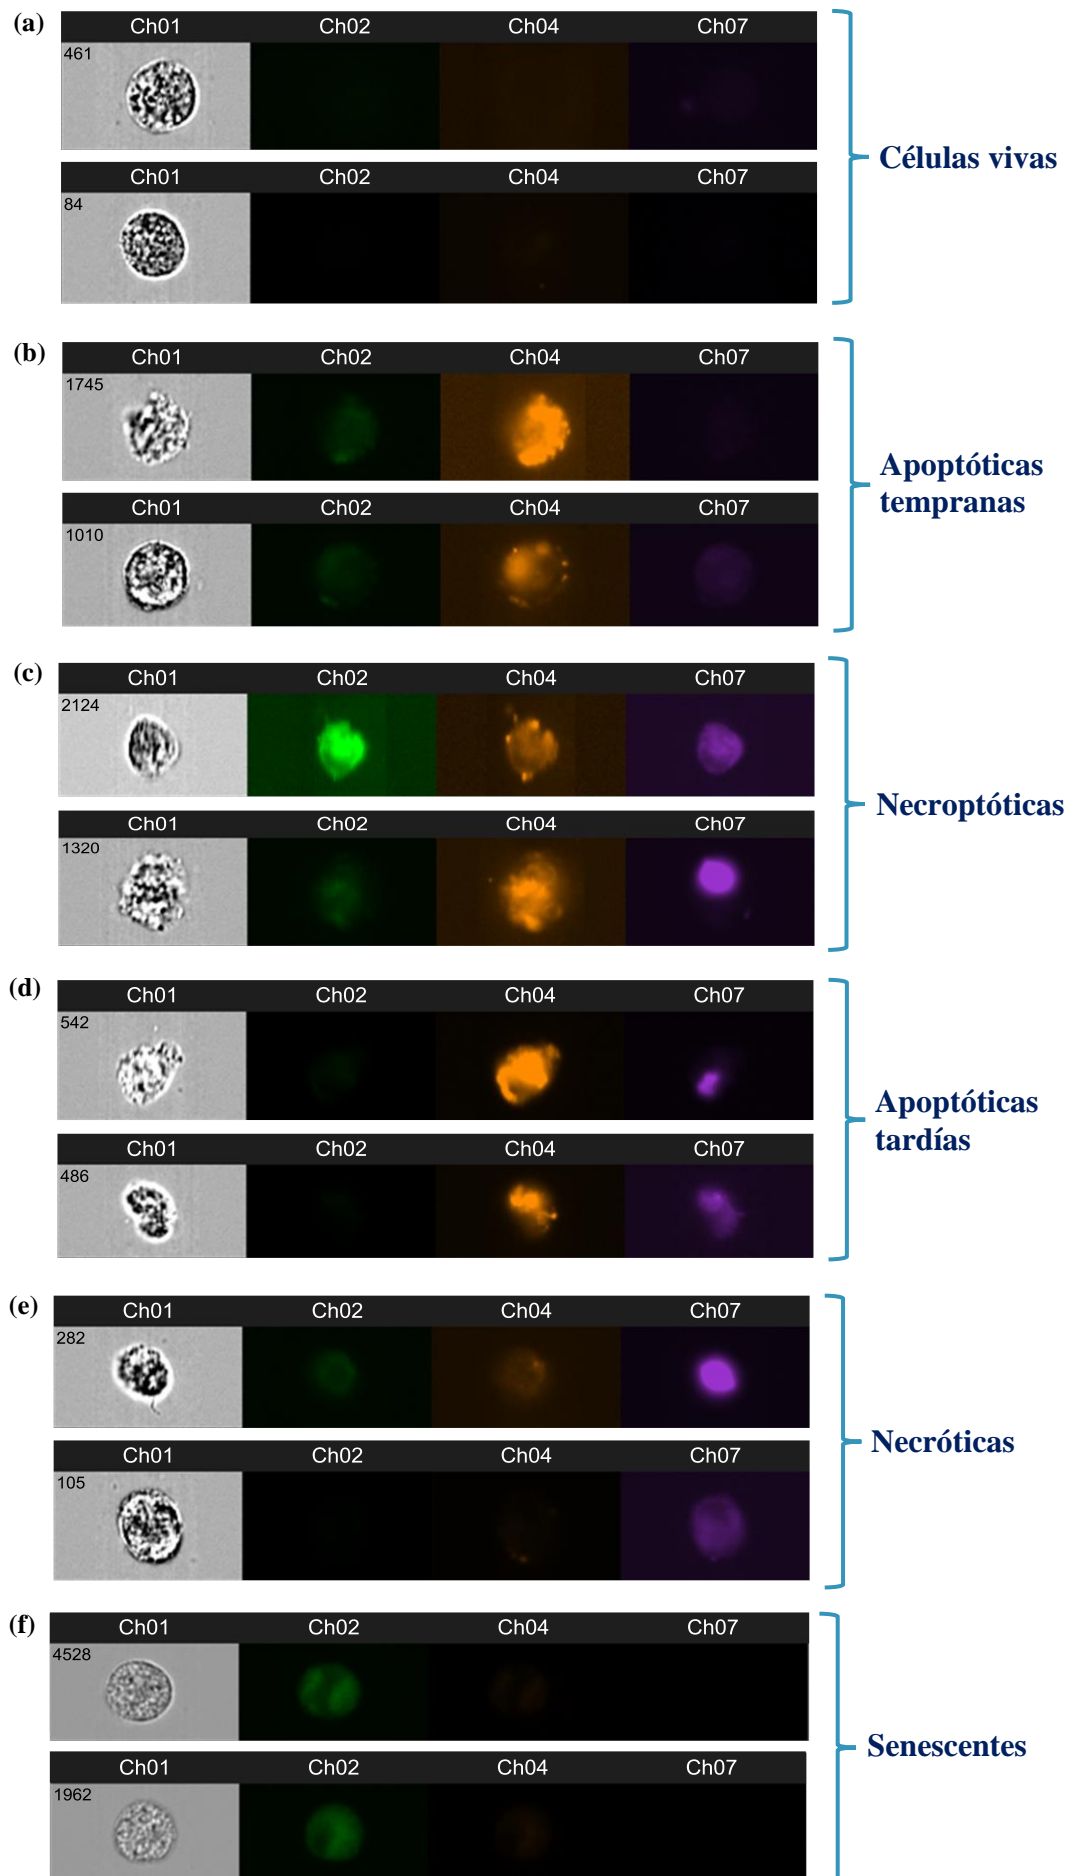 (a)
Ch01 Ch02 Ch04 Ch07
461
Ch01 Ch02 Ch04 Ch07
84
Células vivas
(b)
Ch01 Ch02 Ch04 Ch07
1745
Ch01 Ch02 Ch04 Ch07
1010
Apoptóticas
tempranas
(c)
Ch01 Ch02 Ch04 Ch07
2124
Ch01 Ch02 Ch04 Ch07
1320
Necroptóticas
(d)
Ch01 Ch02 Ch04 Ch07
542
Ch01 Ch02 Ch04 Ch07
486
Apoptóticas
tardías
(e)
Ch01 Ch02 Ch04 Ch07
282
Ch01 Ch02 Ch04 Ch07
105
Necróticas
(f)
Ch01 Ch02 Ch04 Ch07
4528
Ch01 Ch02 Ch04 Ch07
1962
Senescentes